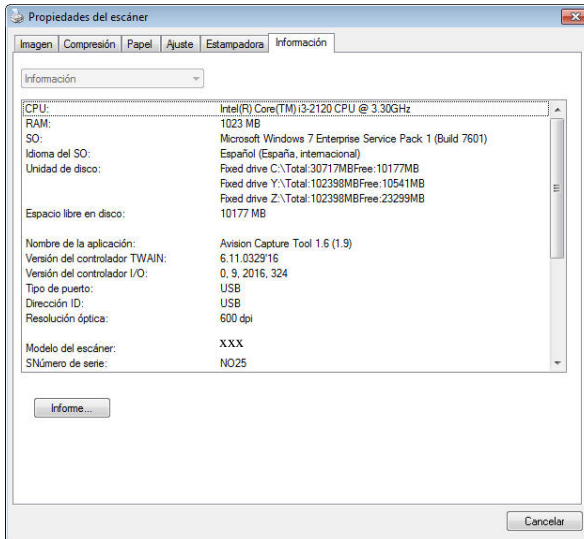 Propiedades del escáner
Imagen Compresión Papel Ajuste Estampadora Información
Información
CPU: Intel(R) Core(TM) i3-2120 CPU @ 3.30GHz
RAM: 1023 MB
SO: Microsoft Windows 7 Enterprise Service Pack 1 (Build 7601)
Idioma del SO: Español (España, internacional)
Unidad de disco: Fixed drive C:\Total:30717MBFree:10177MB
Fixed drive Y:\Total:102398MBFree:10541MB
Fixed drive Z:\Total:102398MBFree:23299MB
Espacio libre en disco: 10177 MB
Nombre de la aplicación: Avision Capture Tool 1.6 (1.9)
Versión del controlador TWAIN: 6.11.0329'16
Versión del controlador I/O: 0, 9, 2016, 324
Tipo de puerto: USB
Dirección ID: USB
Resolución óptica: 600 dpi
Modelo del escáner: xxx
SNúmero de serie: NO25
Informe...
Cancelar